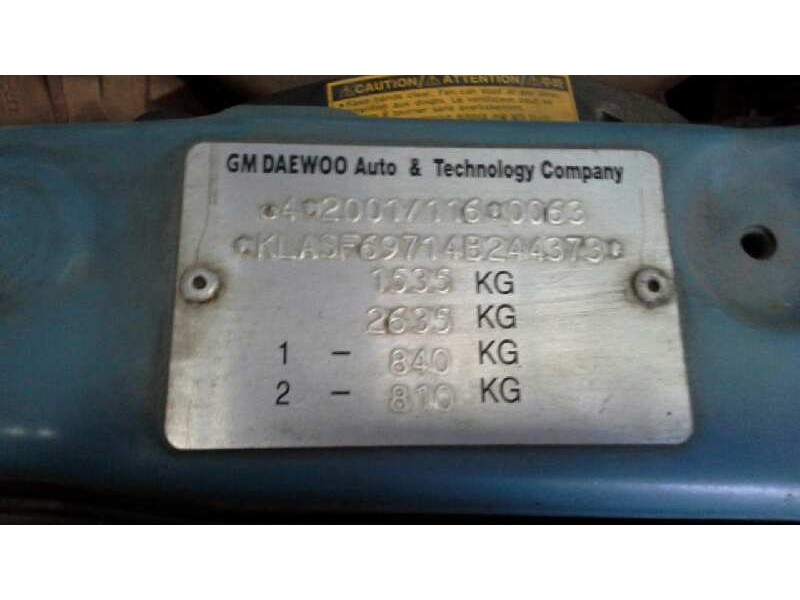 ⚠CAUTION/⚠ATTENTION/⚠
GM DAEWOO Auto & Technology Company
e4*2001/116*0063
*KLASF69714B244373*
1535 KG
2635 KG
1 - 840 KG
2 - 810 KG